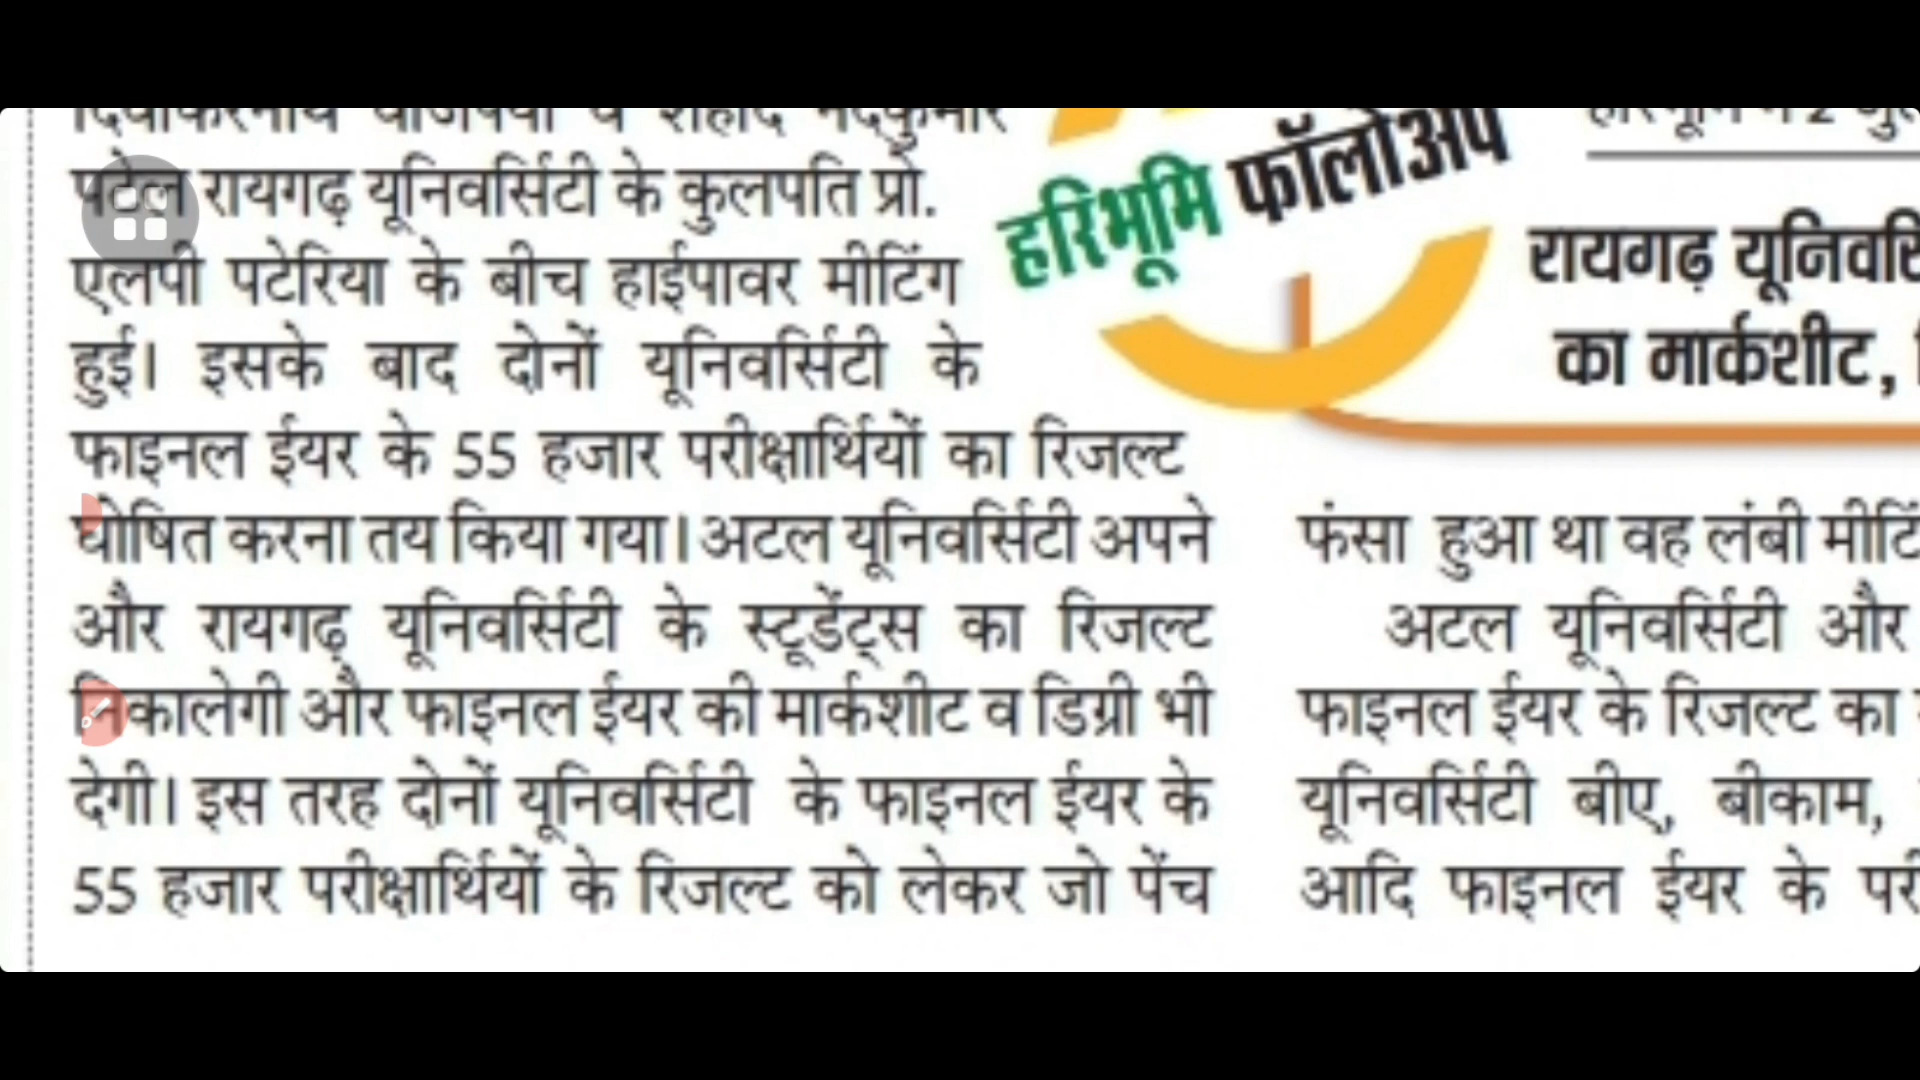 पटेल रायगढ़ यूनिवर्सिटी के कुलपति प्रो.
एलपी पटेरिया के बीच हाईपावर मीटिंग
हुई। इसके बाद दोनों यूनिवर्सिटी के
फाइनल ईयर के 55 हजार परीक्षार्थियों का रिजल्ट
घोषित करना तय किया गया। अटल यूनिवर्सिटी अपने
और रायगढ़ यूनिवर्सिटी के स्टूडेंट्स का रिजल्ट
निकालेगी और फाइनल ईयर की मार्कशीट व डिग्री भी
देगी। इस तरह दोनों यूनिवर्सिटी के फाइनल ईयर के
55 हजार परीक्षार्थियों के रिजल्ट को लेकर जो पेंच
हरिभूमि फॉलोअप
रायगढ़
का मार्कशीट,
फंसा हुआ था वह लंबी
अटल यूनिवर्सिटी और
फाइनल ईयर के रिजल्ट का
यूनिवर्सिटी बीए, बीकाम,
आदि फाइनल ईयर के